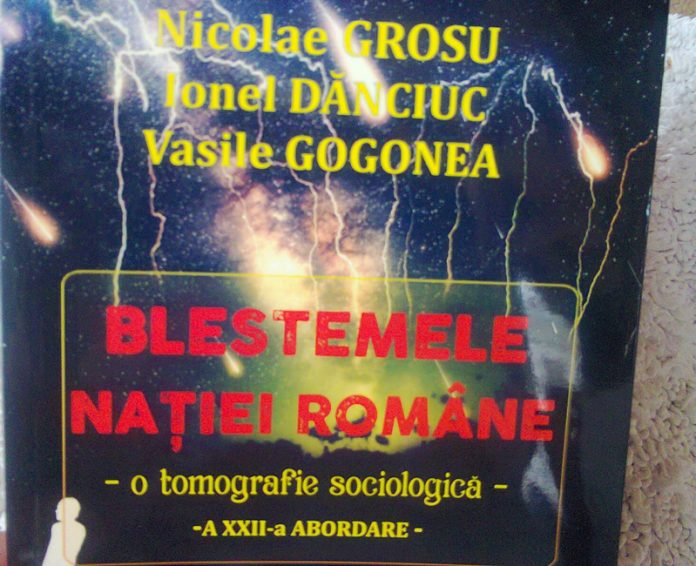 Nicolae GROSU
Ionel DĂNCIUC
Vasile GOGONEA
BLESTEMELE
NAȚIEI ROMÂNE
- o tomografie sociologică -
-A XXII-a ABORDARE -